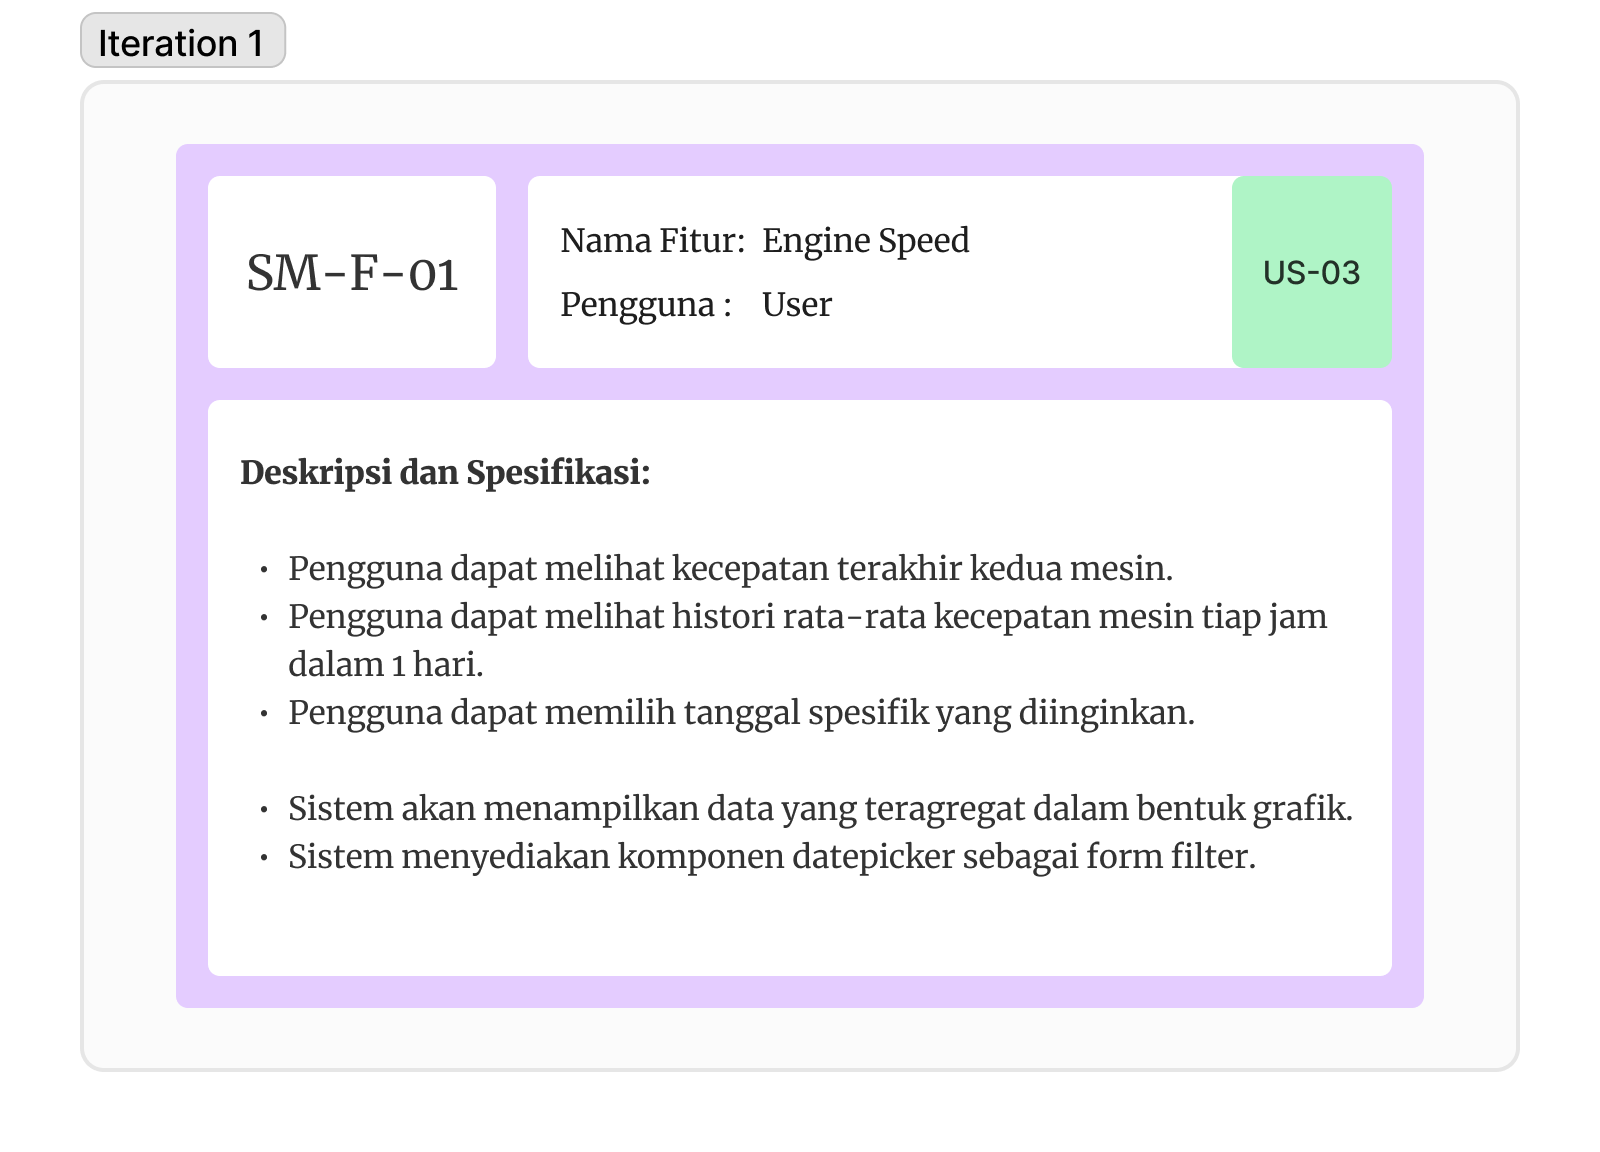 Iteration 1
SM-F-01
Nama Fitur: Engine Speed
Pengguna : User
US-03
Deskripsi dan Spesifikasi:
• Pengguna dapat melihat kecepatan terakhir kedua mesin.
• Pengguna dapat melihat histori rata-rata kecepatan mesin tiap jam
dalam 1 hari.
• Pengguna dapat memilih tanggal spesifik yang diinginkan.
• Sistem akan menampilkan data yang teragregat dalam bentuk grafik.
• Sistem menyediakan komponen datepicker sebagai form filter.